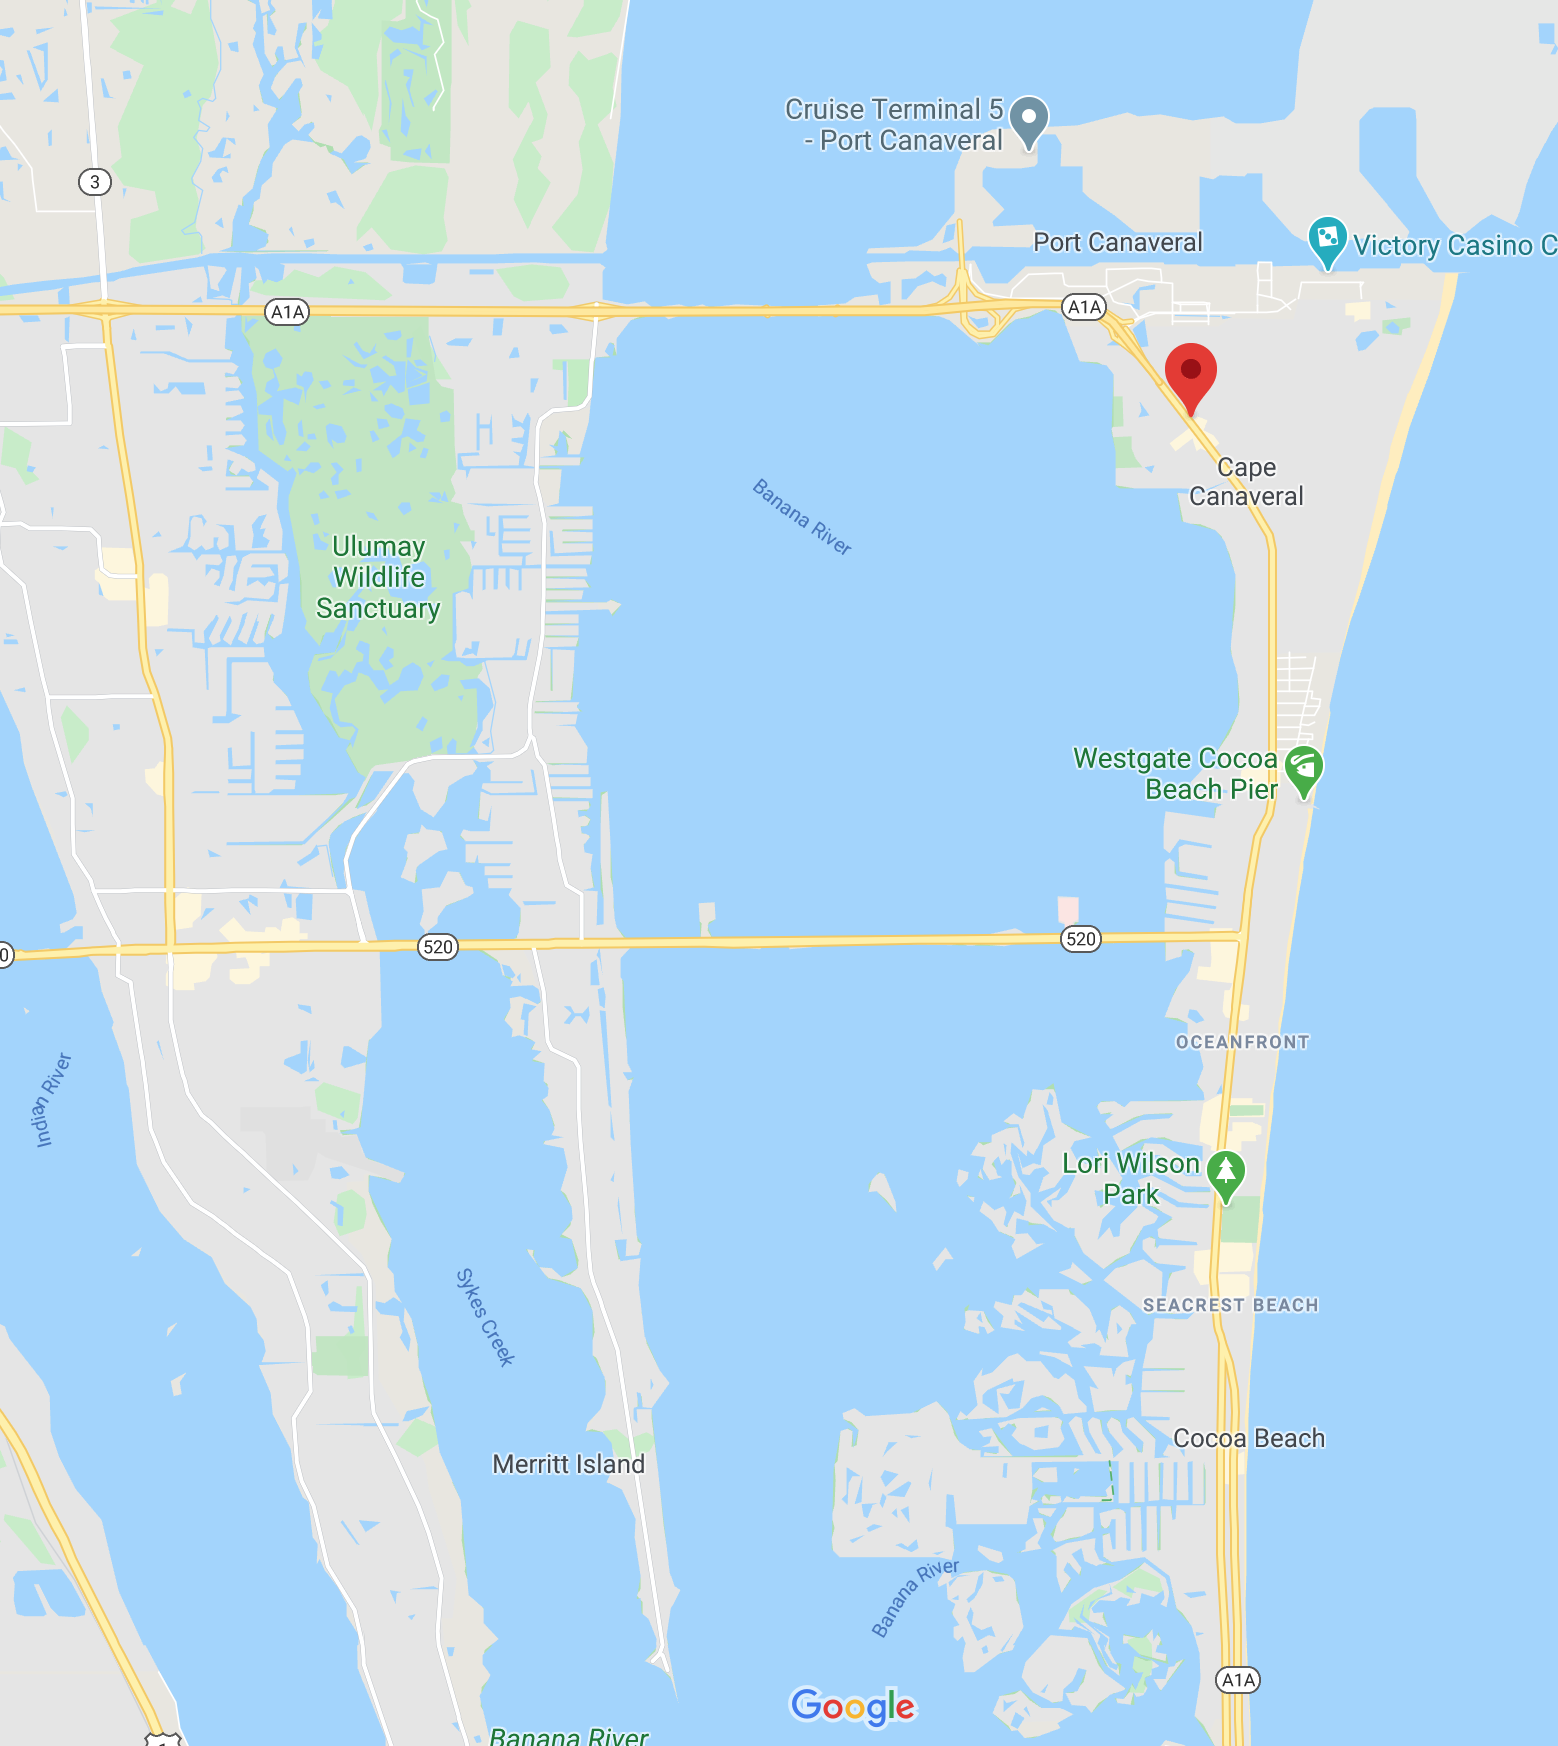 Cruise Terminal 5
- Port Canaveral
3
Port Canaveral
Victory Casino C
A1A
A1A
Cape
Canaveral
Banana River
Ulumay
Wildlife
Sanctuary
Westgate Cocoa
Beach Pier
0
520
520
OCEANFRONT
Indian River
Lori Wilson
Park
Sykes Creek
SEACREST BEACH
Cocoa Beach
Merritt Island
Banana River
A1A
Google
Banana River